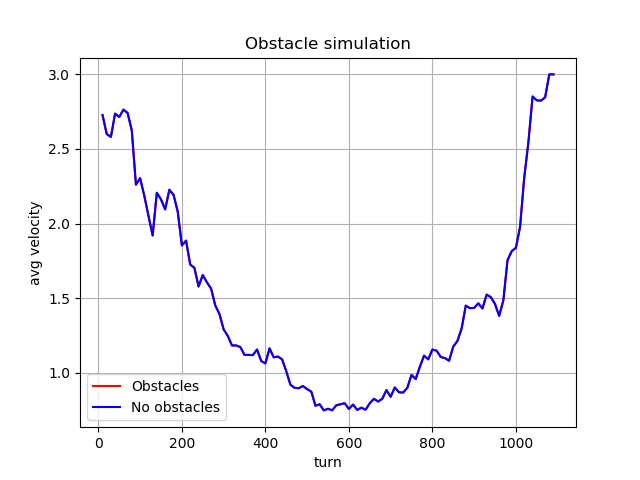 Obstacle simulation
3.0
2.5
2.0
1.5
1.0
avg velocity
Obstacles
No obstacles
0 200 400 600 800 1000
turn